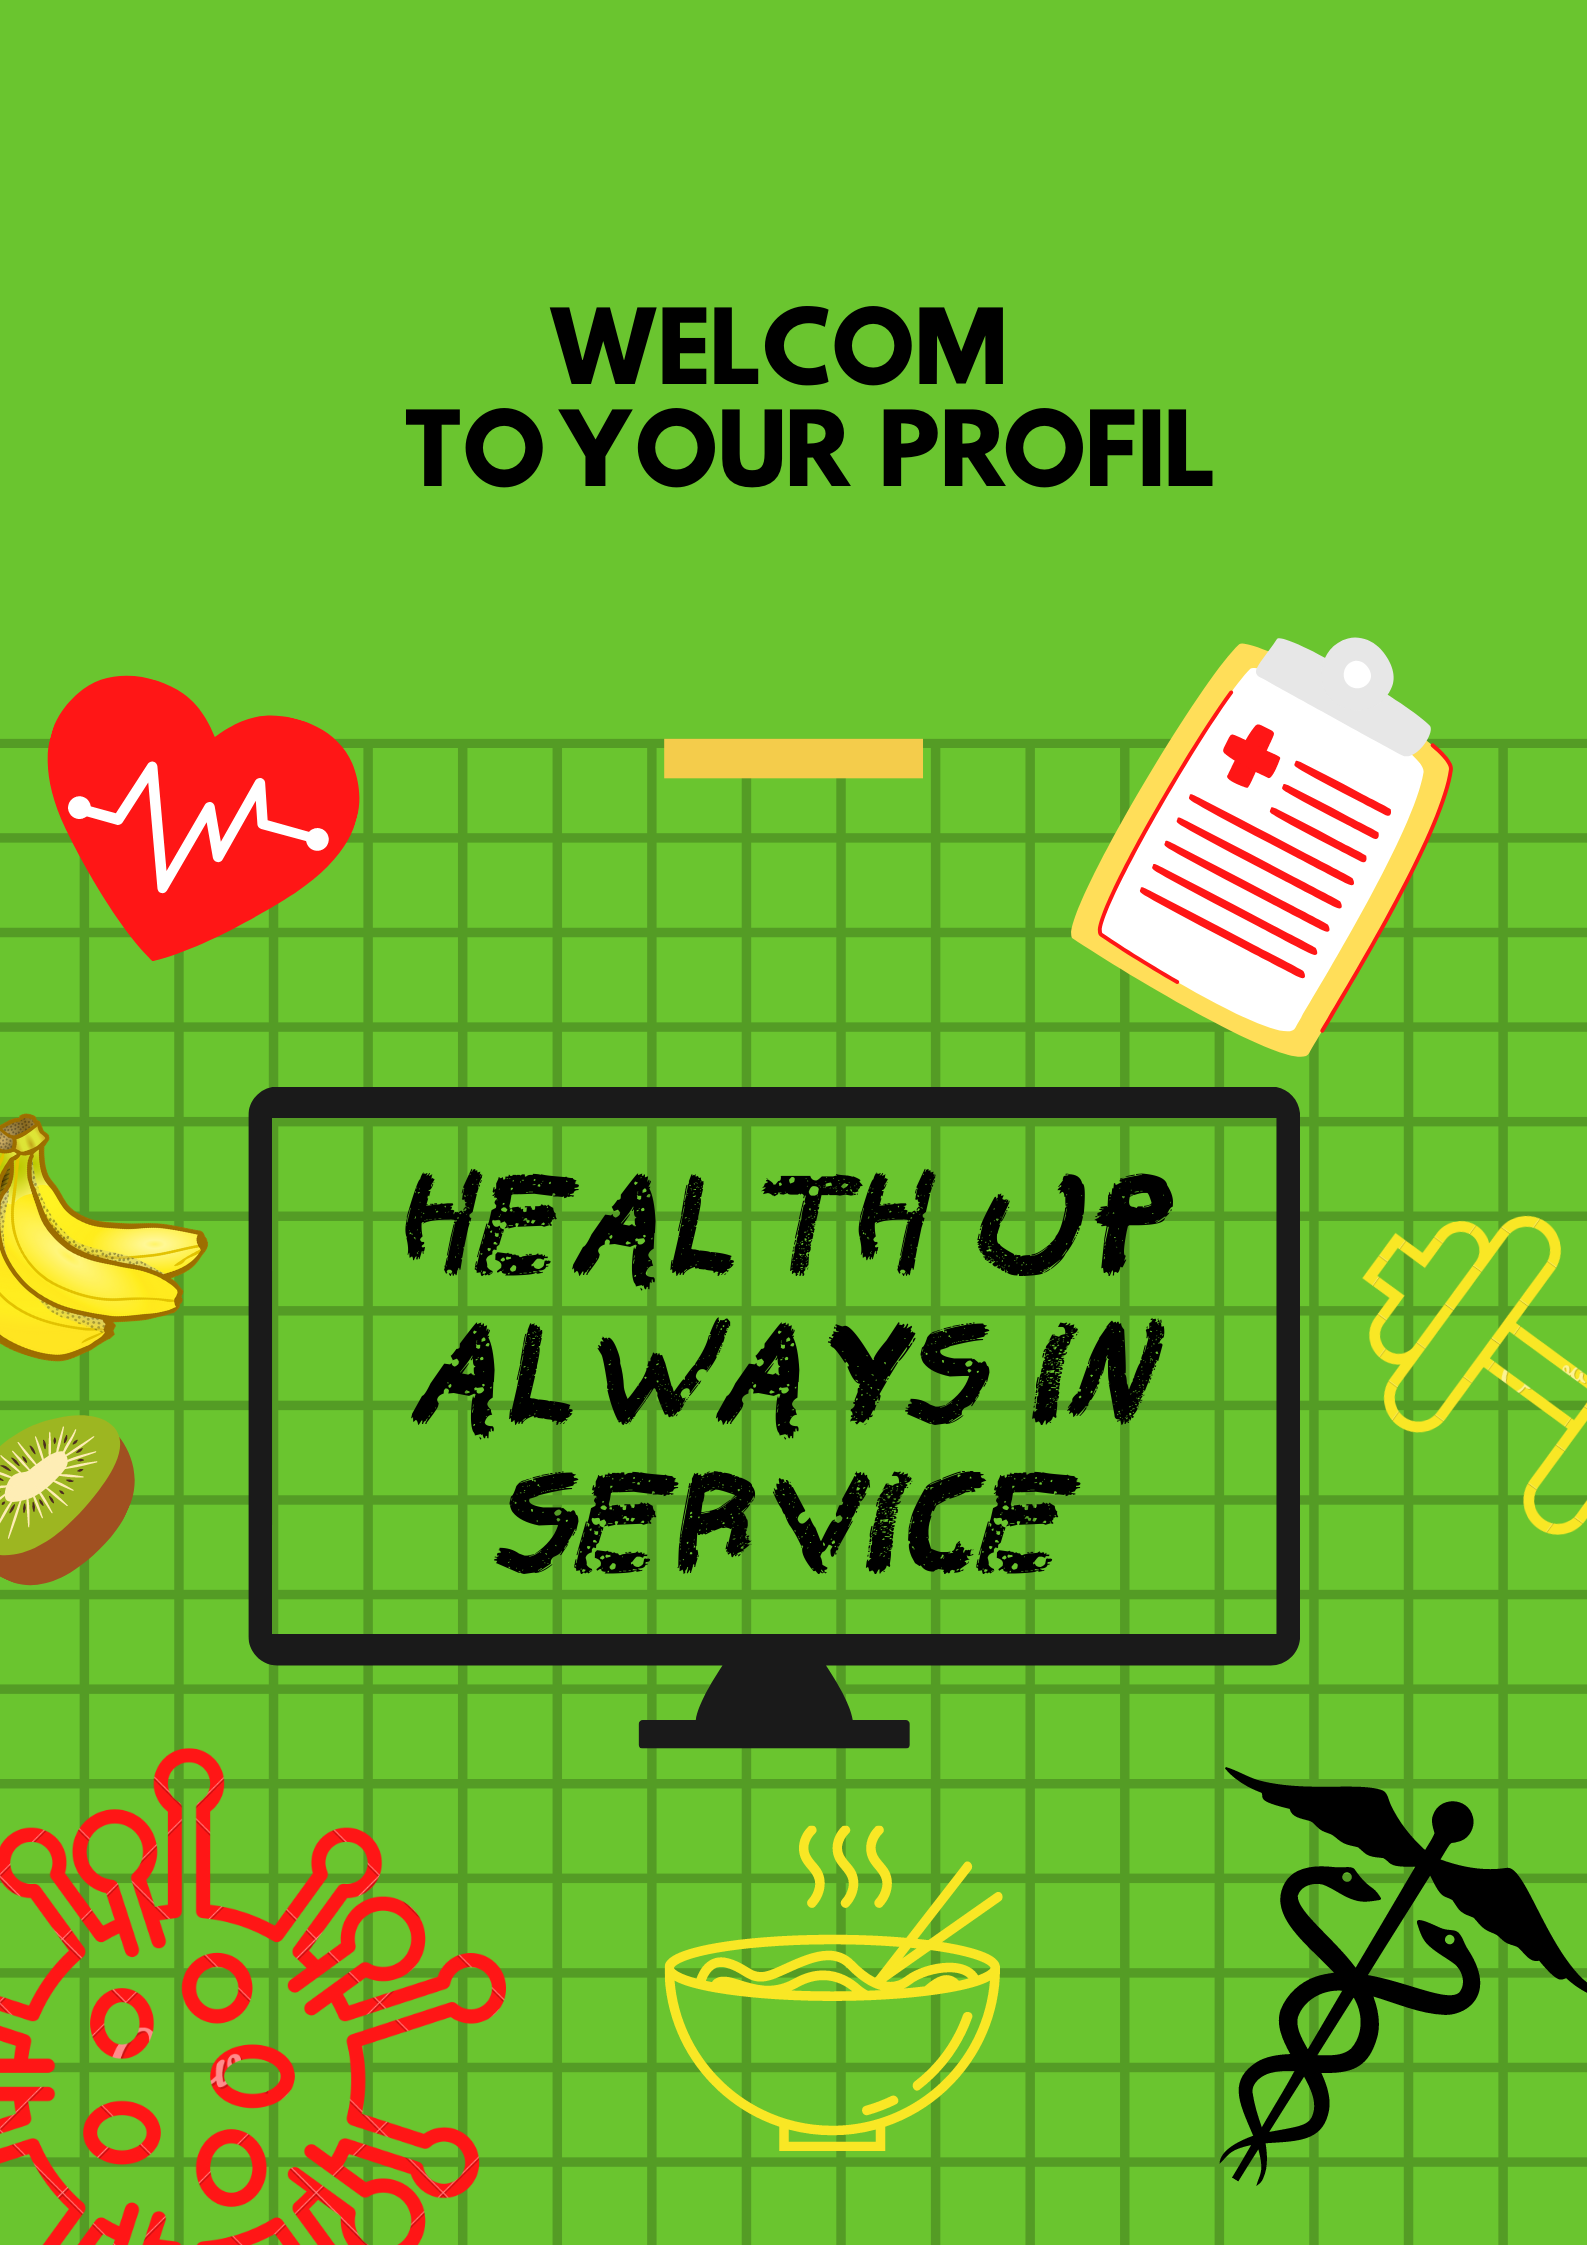 WELCOM
TO YOUR PROFIL
HEALTH UP
ALWAYS IN
SERVICE